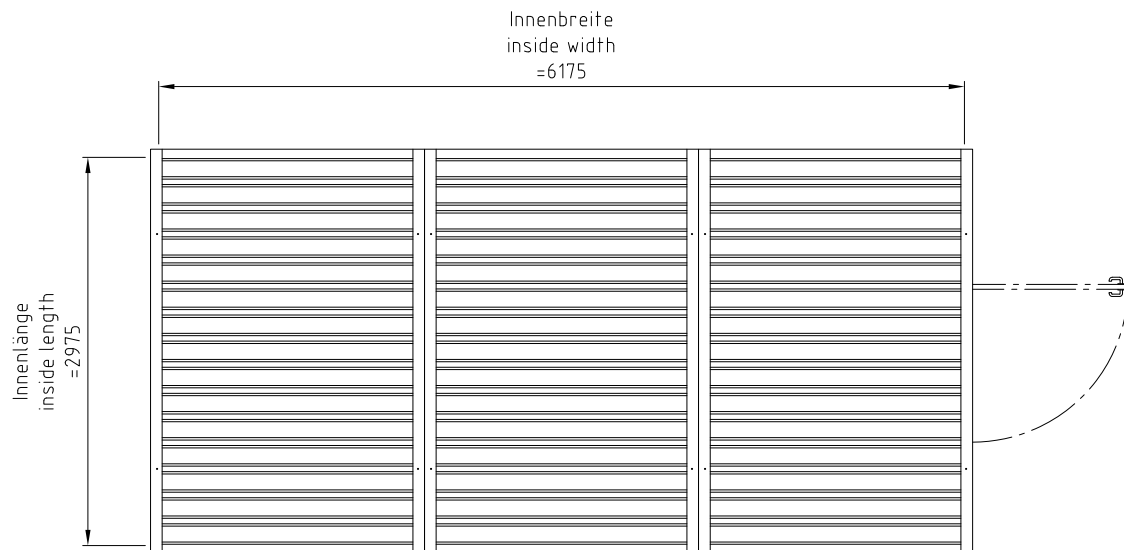 Innenbreite
inside width
=6175
Innenlänge
inside length
=2975